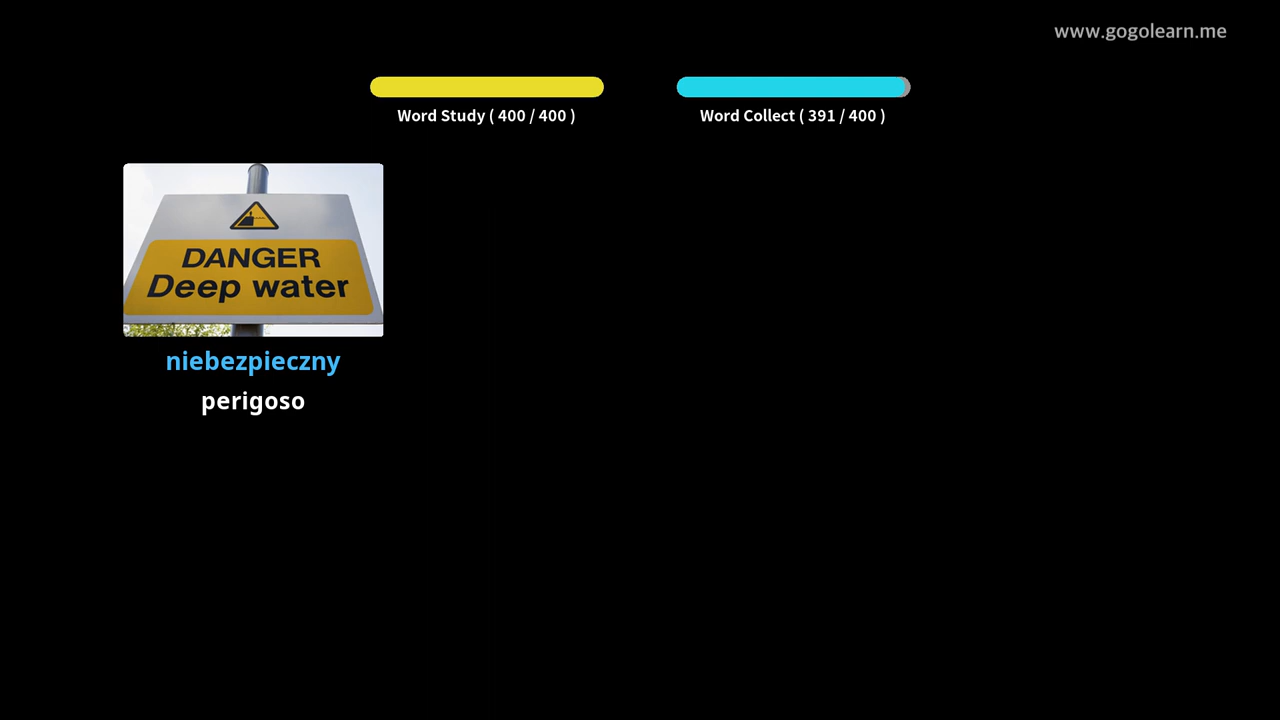 www.gogolearn.me
Word Study ( 400 / 400 )
Word Collect ( 391 / 400 )
DANGER
Deep water
niebezpieczny
perigoso